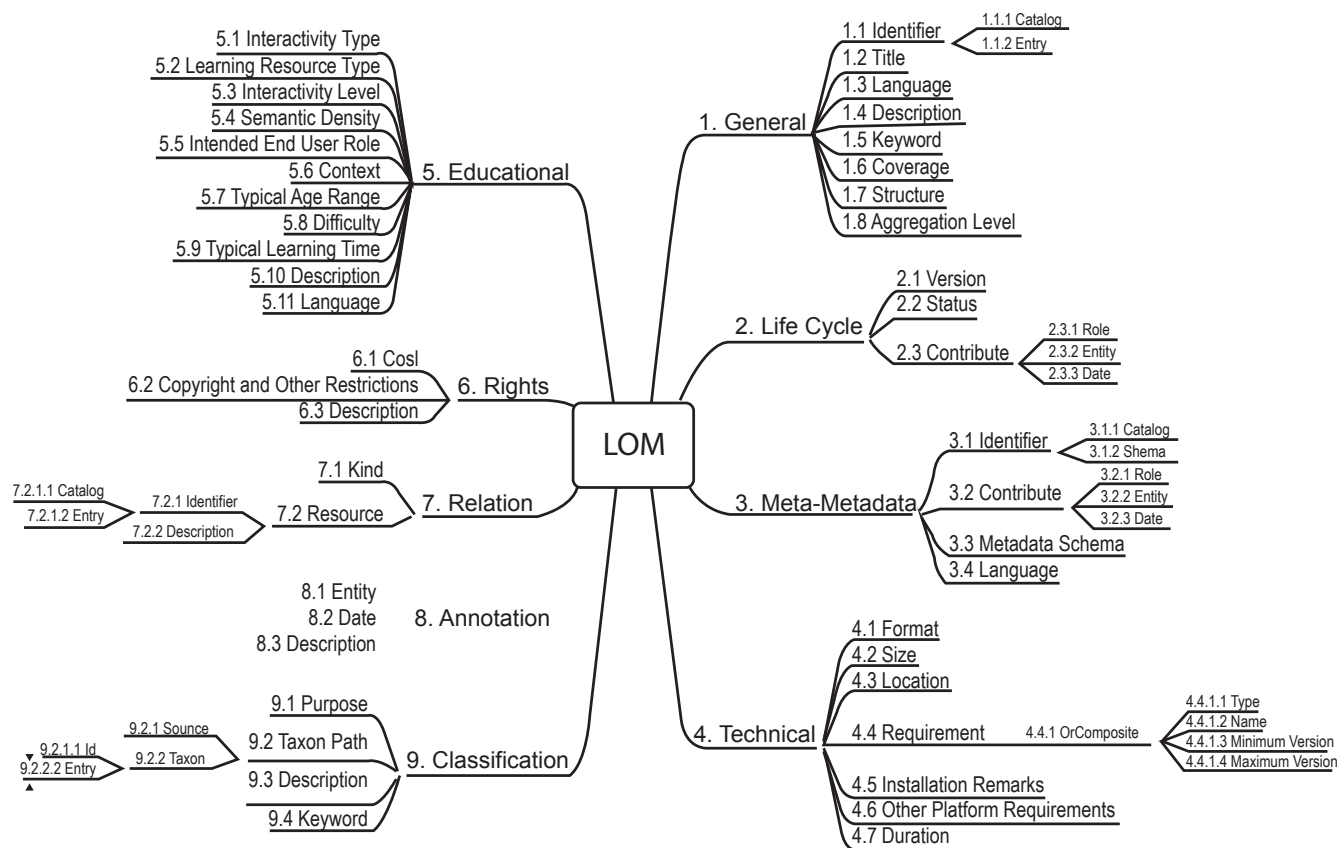 LOM
1. General
1.1 Identifier
1.1.1 Catalog
1.1.2 Entry
1.2 Title
1.3 Language
1.4 Description
1.5 Keyword
1.6 Coverage
1.7 Structure
1.8 Aggregation Level
2. Life Cycle
2.1 Version
2.2 Status
2.3 Contribute
2.3.1 Role
2.3.2 Entity
2.3.3 Date
3. Meta-Metadada
3.1 Identifier
3.1.1 Catalog
3.1.2 Shema
3.2 Contribute
3.2.1 Role
3.2.2 Entity
3.2.3 Date
3.3 Metadata Schema
3.4 Language
4. Technical
4.1 Format
4.2 Size
4.3 Location
4.4 Requirement
4.4.1 OrComposite
4.4.1.1 Type
4.4.1.2 Name
4.4.1.3 Minimum Version
4.4.1.4 Maximum Version
4.5 Installation Remarks
4.6 Other Platform Requirements
4.7 Duration
5. Educational
5.1 Interactivity Type
5.2 Learning Resource Type
5.3 Interactivity Level
5.4 Semantic Density
5.5 Intended End User Role
5.6 Context
5.7 Typical Age Range
5.8 Difficulty
5.9 Typical Learning Time
5.10 Description
5.11 Language
6. Rights
6.1 Cosl
6.2 Copyright and Other Restrictions
6.3 Description
7. Relation
7.1 Kind
7.2 Resource
7.2.1 Identifier
7.2.1.1 Catalog
7.2.1.2 Entry
7.2.2 Description
8. Annotation
8.1 Entity
8.2 Date
8.3 Description
9. Classification
9.1 Purpose
9.2 Taxon Path
9.2.1 Sounce
9.2.2 Taxon
9.2.1.1 Id
9.2.2.2 Entry
9.3 Description
9.4 Keyword